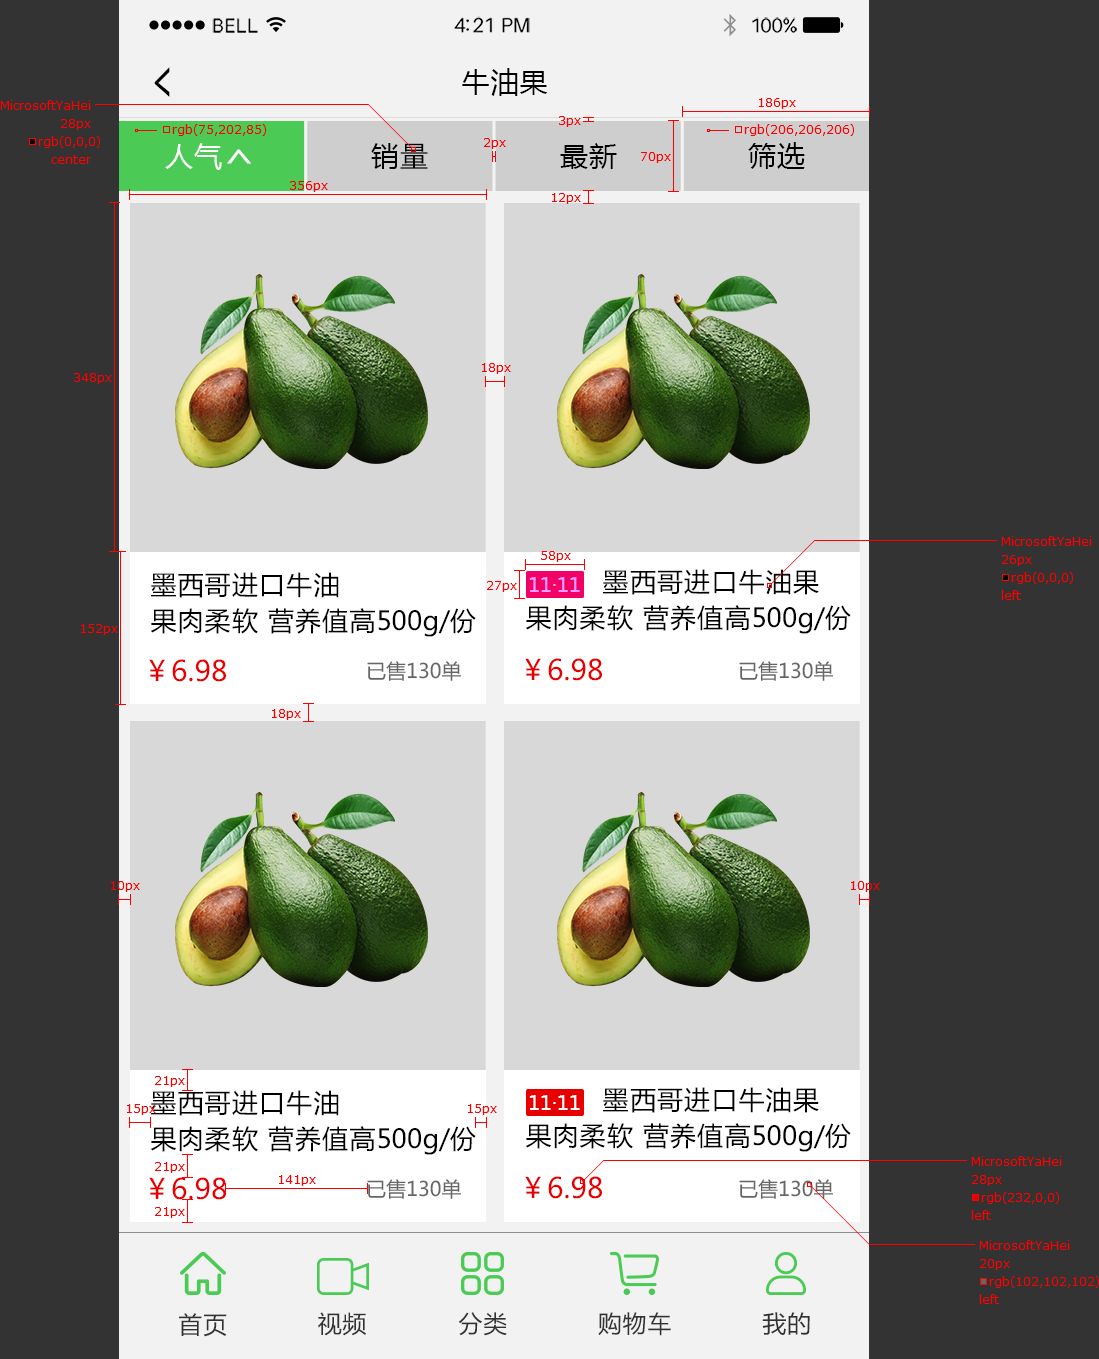 BELL
4:21 PM
100%
牛油果
186px
MicrosoftYaHei
28px
rgb(0,0,0)
center
rgb(75,202,85)
3px
rgb(206,206,206)
人气
销量
2px
最新
70px
筛选
356px
12px
348px
18px
MicrosoftYaHei
26px
rgb(0,0,0)
left
58px
27px
墨西哥进口牛油
果肉柔软 营养值高500g/份
¥ 6.98
已售130单
11·11 墨西哥进口牛油果
果肉柔软 营养值高500g/份
¥ 6.98
已售130单
152px
18px
10px
10px
21px
15px
15px
墨西哥进口牛油
果肉柔软 营养值高500g/份
21px
141px
¥ 6.98
已售130单
21px
11·11 墨西哥进口牛油果
果肉柔软 营养值高500g/份
¥ 6.98
已售130单
MicrosoftYaHei
28px
rgb(232,0,0)
left
MicrosoftYaHei
20px
rgb(102,102,102)
left
首页
视频
分类
购物车
我的